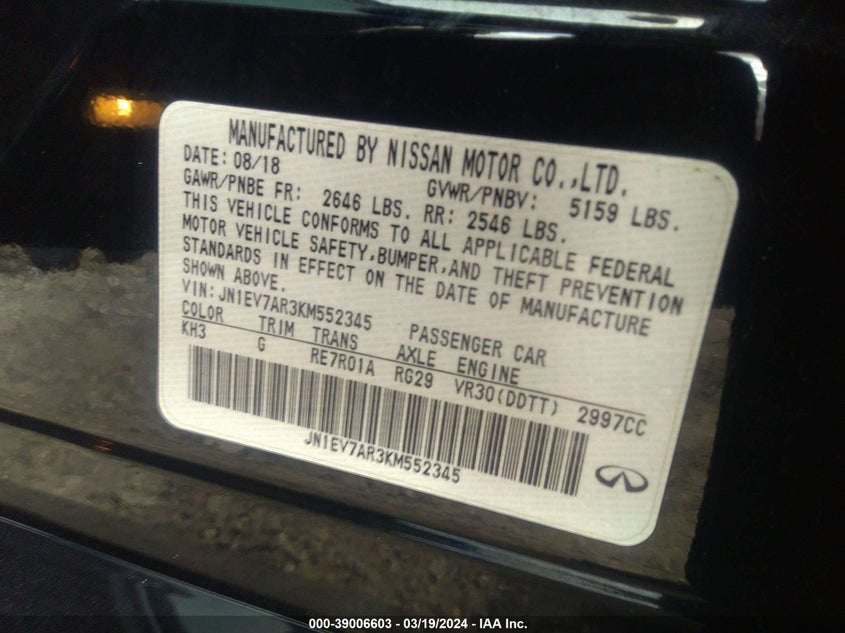 MANUFACTURED BY NISSAN MOTOR CO.,LTD.
DATE: 08/18 GVWR/PNBV: 5159 LBS.
GAWR/PNBE FR: 2646 LBS. RR: 2546 LBS.
THIS VEHICLE CONFORMS TO ALL APPLICABLE FEDERAL
MOTOR VEHICLE SAFETY,BUMPER,AND THEFT PREVENTION
STANDARDS IN EFFECT ON THE DATE OF MANUFACTURE
SHOWN ABOVE.
VIN:JN1EV7AR3KM552345 PASSENGER CAR
COLOR TRIM TRANS AXLE ENGINE
KH3 G RE7R01A RG29 VR30(DDTT) 2997CC
JN1EV7AR3KM552345
000-39006603 - 03/19/2024 - IAA Inc.